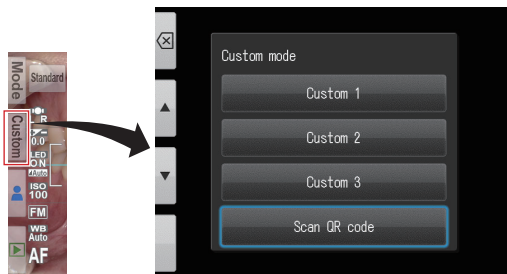 Mode
Standard
Custom
L R
0.0
LED
ON
Auto
ISO
100
FM
WB
Auto
AF
Custom mode
Custom 1
Custom 2
Custom 3
Scan QR code